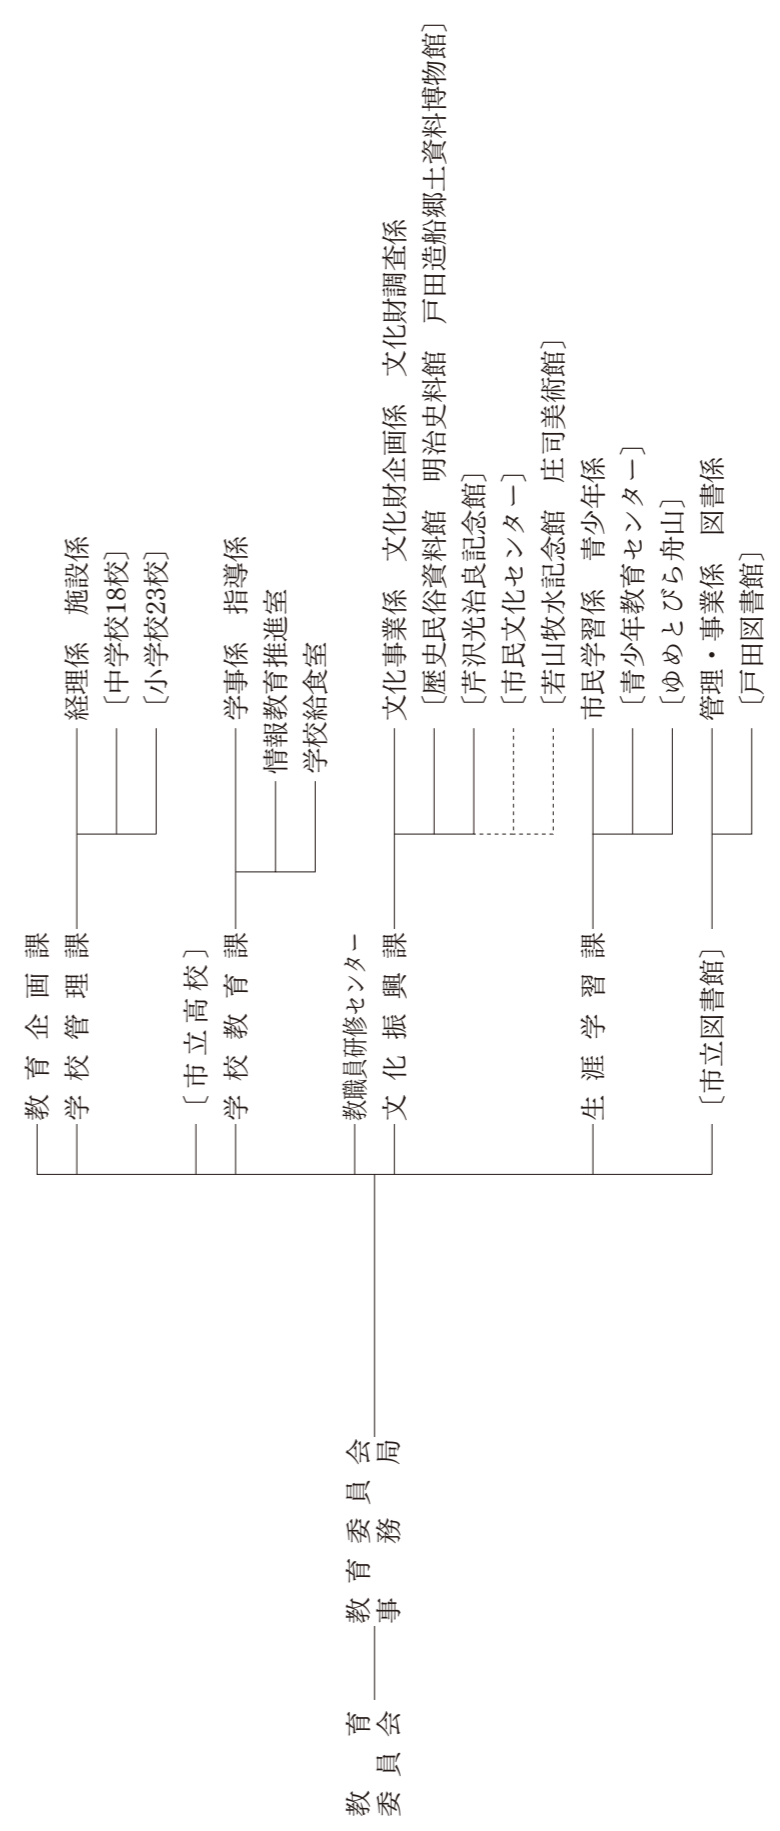 教育委員会
教育委員会事務局
教育企画課
学校管理課
経理係　施設係
〔中学校18校〕
〔小学校23校〕
〔市立高校〕
学校教育課
学事係　指導係
情報教育推進室
学校給食室
教職員研修センター
文化振興課
文化事業係　文化財企画係　文化財調査係
〔歴史民俗資料館　明治史料館　戸田造船郷土資料博物館〕
〔芹沢光治良記念館〕
〔市民文化センター〕
〔若山牧水記念館　庄司美術館〕
生涯学習課
市民学習係　青少年係
〔青少年教育センター〕
〔ゆめとびら舟山〕
〔市立図書館〕
管理・事業係　図書係
〔戸田図書館〕